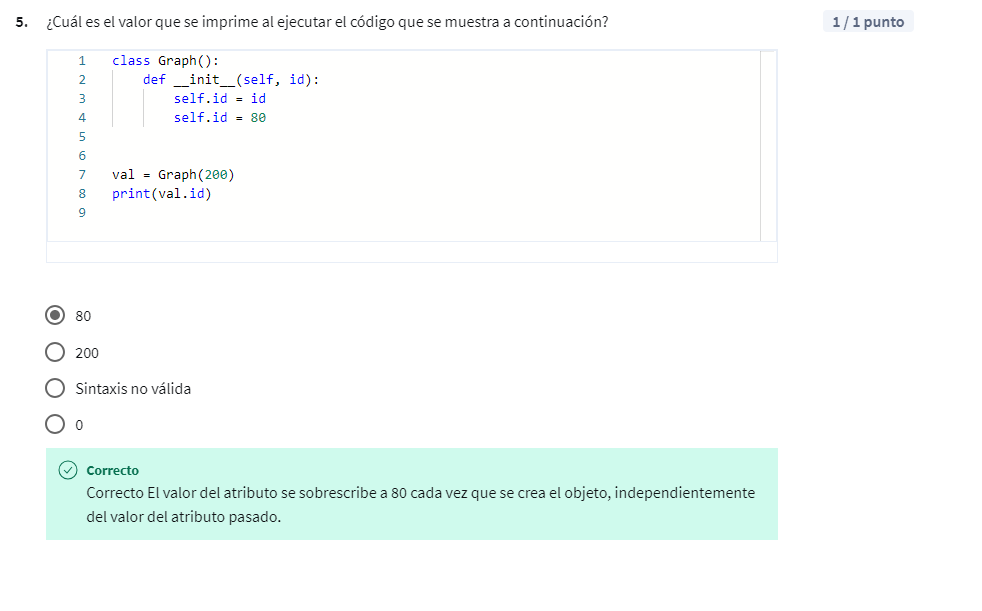 5. ¿Cuál es el valor que se imprime al ejecutar el código que se muestra a continuación?
1 / 1 punto
1 class Graph():
2     def __init__(self, id):
3         self.id = id
4         self.id = 80
5
6
7 val = Graph(200)
8 print(val.id)
9
80
200
Sintaxis no válida
0
Correcto
Correcto El valor del atributo se sobrescribe a 80 cada vez que se crea el objeto, independientemente
del valor del atributo pasado.